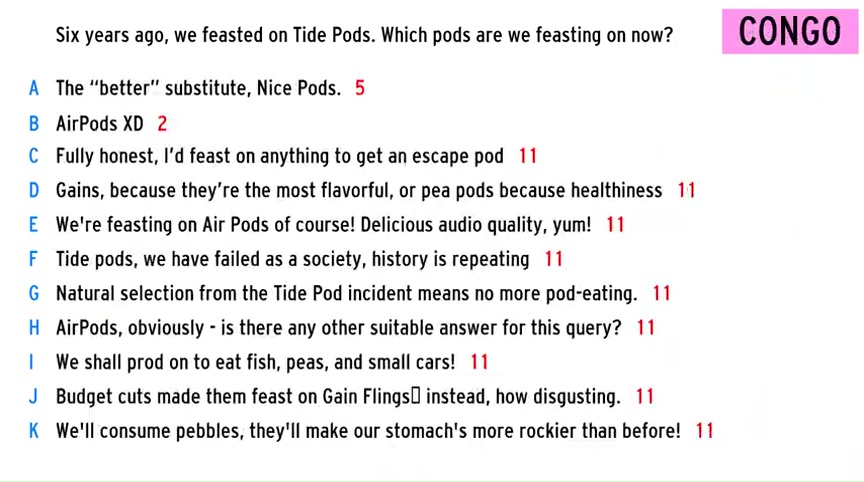 Six years ago, we feasted on Tide Pods. Which pods are we feasting on now?
CONGO
A The “better” substitute, Nice Pods. 5
B AirPods XD 2
C Fully honest, I’d feast on anything to get an escape pod 11
D Gains, because they’re the most flavorful, or pea pods because healthiness 11
E We're feasting on Air Pods of course! Delicious audio quality, yum! 11
F Tide pods, we have failed as a society, history is repeating 11
G Natural selection from the Tide Pod incident means no more pod-eating. 11
H AirPods, obviously - is there any other suitable answer for this query? 11
I We shall prod on to eat fish, peas, and small cars! 11
J Budget cuts made them feast on Gain Flings▯ instead, how disgusting. 11
K We'll consume pebbles, they'll make our stomach's more rockier than before! 11